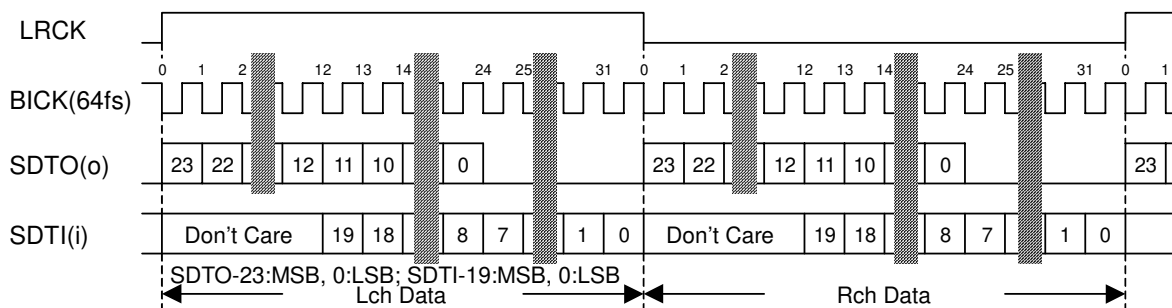 LRCK
0 1 2 12 13 14 24 25 31 0 1 2 12 13 14 24 25 31 0 1
BICK(64fs)
SDTO(o) 23 22 12 11 10 0 23 22 12 11 10 0 23
SDTI(i) Don't Care 19 18 8 7 1 0 Don't Care 19 18 8 7 1 0
SDTO-23:MSB, 0:LSB; SDTI-19:MSB, 0:LSB
Lch Data Rch Data